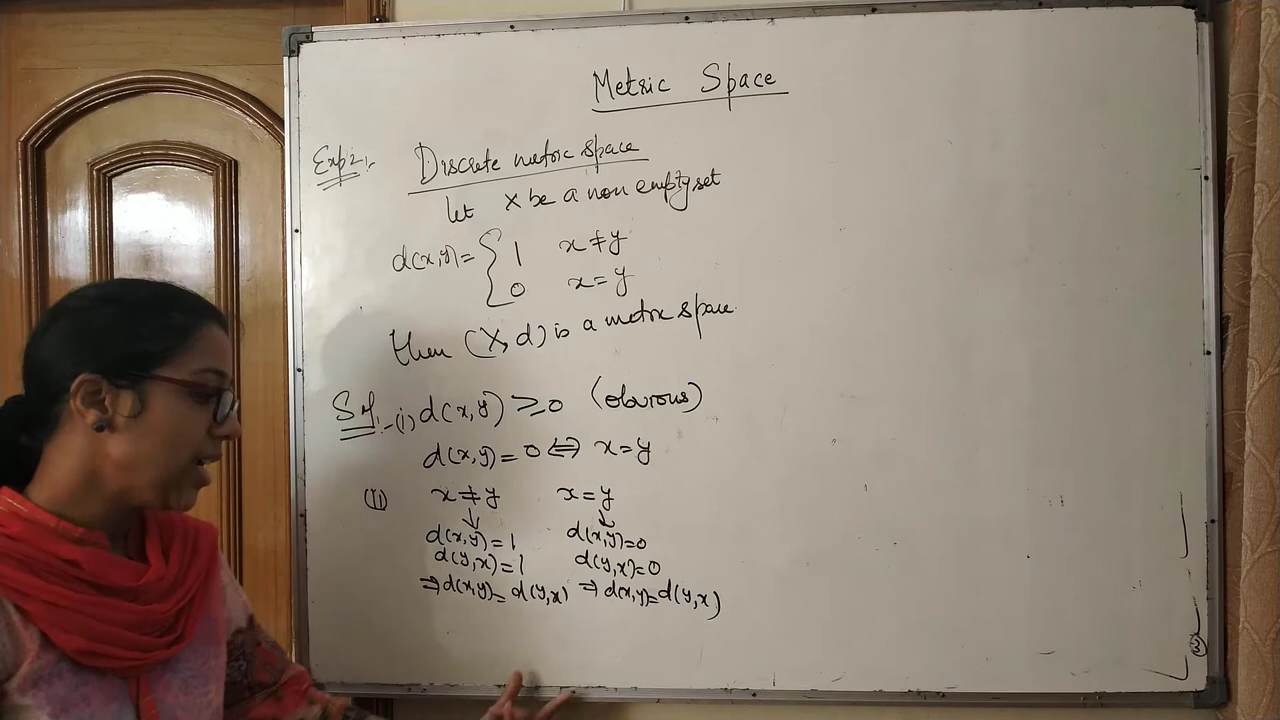 Metric Space
Exp 2:- Discrete metric space
let X be a non empty set
d(x,y)= { 1 x≠y
0 x=y
then (X,d) is a metric space.
Sol:-(i) d(x,y) ≥0 (obvious)
d(x,y)=0 ⇔ x=y
(II) x≠y x=y
↓ ↓
d(x,y)=1 d(x,y)=0
d(y,x)=1 d(y,x)=0
⇒d(x,y)=d(y,x) ⇒d(x,y)=d(y,x)
3